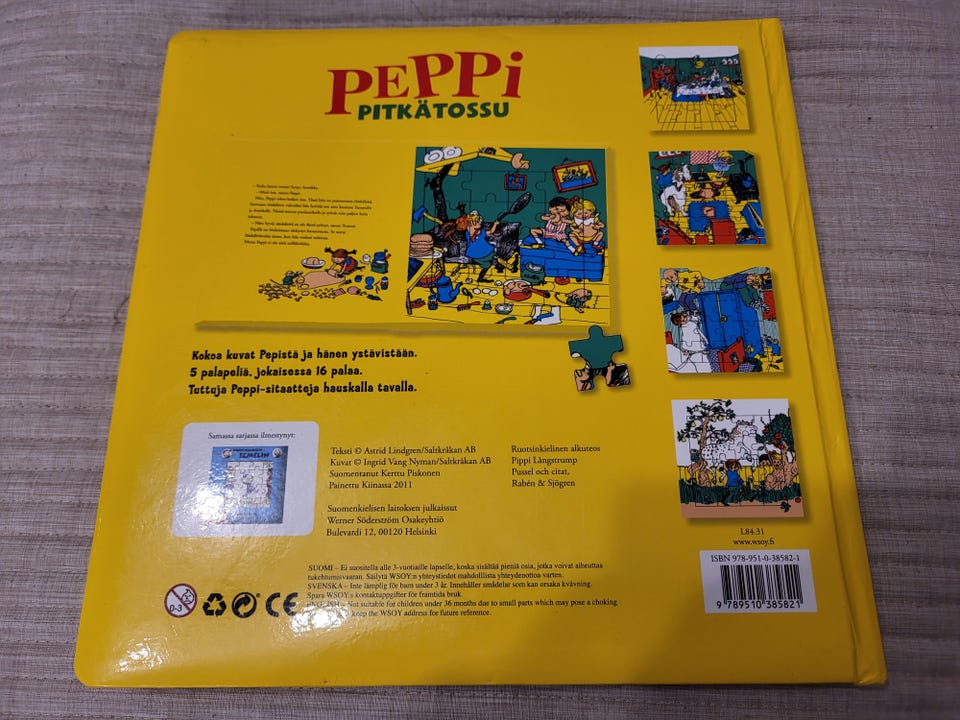 PEPPi
PITKÄTOSSU
Kokoa kuvat Pepistä ja hänen ystävistään.
5 palapeliä, jokaisessa 16 palaa.
Tuttuja Peppi-sitaatteja hauskalla tavalla.
Samassa sarjassa ilmestynyt:
EEMELIN
Teksti © Astrid Lindgren/Saltkråkan AB
Kuvat © Ingrid Vang Nyman/Saltkråkan AB
Suomentanut Kerttu Piskonen
Painettu Kiinassa 2011
Suomenkielisen laitoksen julkaissut
Werner Söderström Osakeyhtiö
Bulevardi 12, 00120 Helsinki
Ruotsinkielinen alkuteos
Pippi Långstrump
Pussel och citat,
Rabén & Sjögren
L84.31
www.wsoy.fi
ISBN 978-951-0-38582-1
9 789510 385821
SUOMI – Ei suositella alle 3-vuotiaalle lapselle, koska sisältää pieniä osia, jotka voivat aiheuttaa
tukehtumisvaaran. Säilytä WSOY:n yhteystiedot mahdollista yhteydenottoa varten.
SVENSKA – Inte lämplig för barn under 3 år. Innehåller smådelar som kan orsaka kvävning.
Spara WSOY:s kontaktuppgifter för framtida bruk.
ENGLISH – Not suitable for children under 36 months due to small parts which may pose a choking
keep the WSOY address for future reference.
0-3
CE